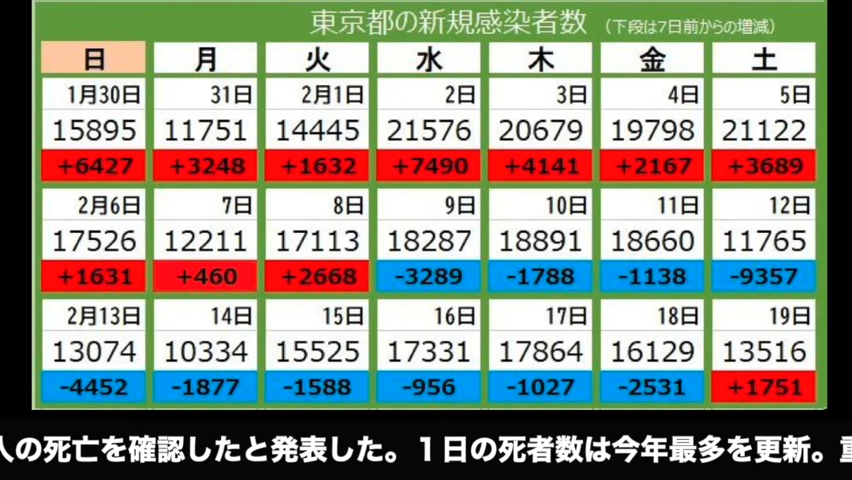 東京都の新規感染者数 （下段は7日前からの増減）
日 月 火 水 木 金 土
1月30日 31日 2月1日 2日 3日 4日 5日
15895 11751 14445 21576 20679 19798 21122
+6427 +3248 +1632 +7490 +4141 +2167 +3689
2月6日 7日 8日 9日 10日 11日 12日
17526 12211 17113 18287 18891 18660 11765
+1631 +460 +2668 -3289 -1788 -1138 -9357
2月13日 14日 15日 16日 17日 18日 19日
13074 10334 15525 17331 17864 16129 13516
-4452 -1877 -1588 -956 -1027 -2531 +1751
人の死亡を確認したと発表した。１日の死者数は今年最多を更新。重